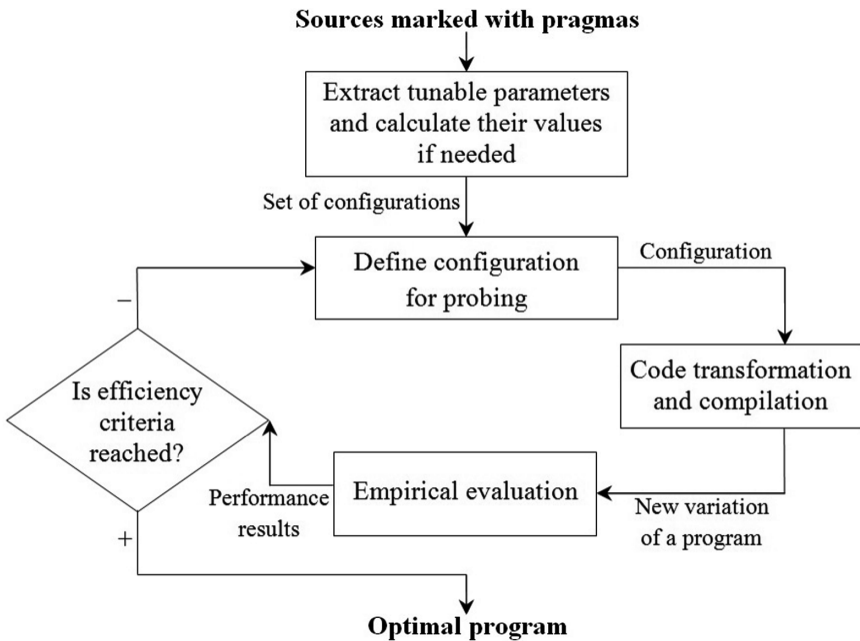 Sources marked with pragmas
Extract tunable parameters
and calculate their values
if needed
Set of configurations
Define configuration
for probing
Configuration
–
Is efficiency
criteria
reached?
Code transformation
and compilation
Empirical evaluation
Performance
results
New variation
of a program
+
Optimal program